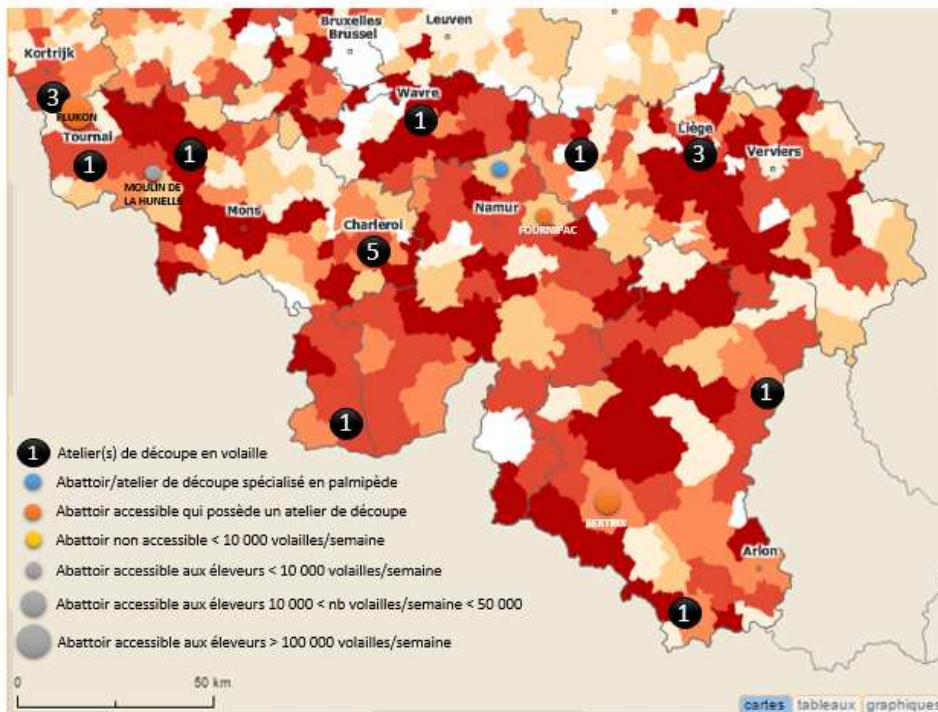 Bruxelles
Brussel
Leuven
Kortrijk
Wavre
3
PLUKON
1
Liège
Tournai
1
1
1
3
Verviers
MOULIN DE
LA HUNELLE
Mons
Namur
Charleroi
FOURNIPAC
5
1
1
1 Atelier(s) de découpe en volaille
Abattoir/atelier de découpe spécialisé en palmipède
Abattoir accessible qui possède un atelier de découpe
BERTRIX
Abattoir non accessible < 10 000 volailles/semaine
Arlon
Abattoir accessible aux éleveurs < 10 000 volailles/semaine
Abattoir accessible aux éleveurs 10 000 < nb volailles/semaine < 50 000
1
Abattoir accessible aux éleveurs > 100 000 volailles/semaine
0 50 km
cartes tableaux graphiques